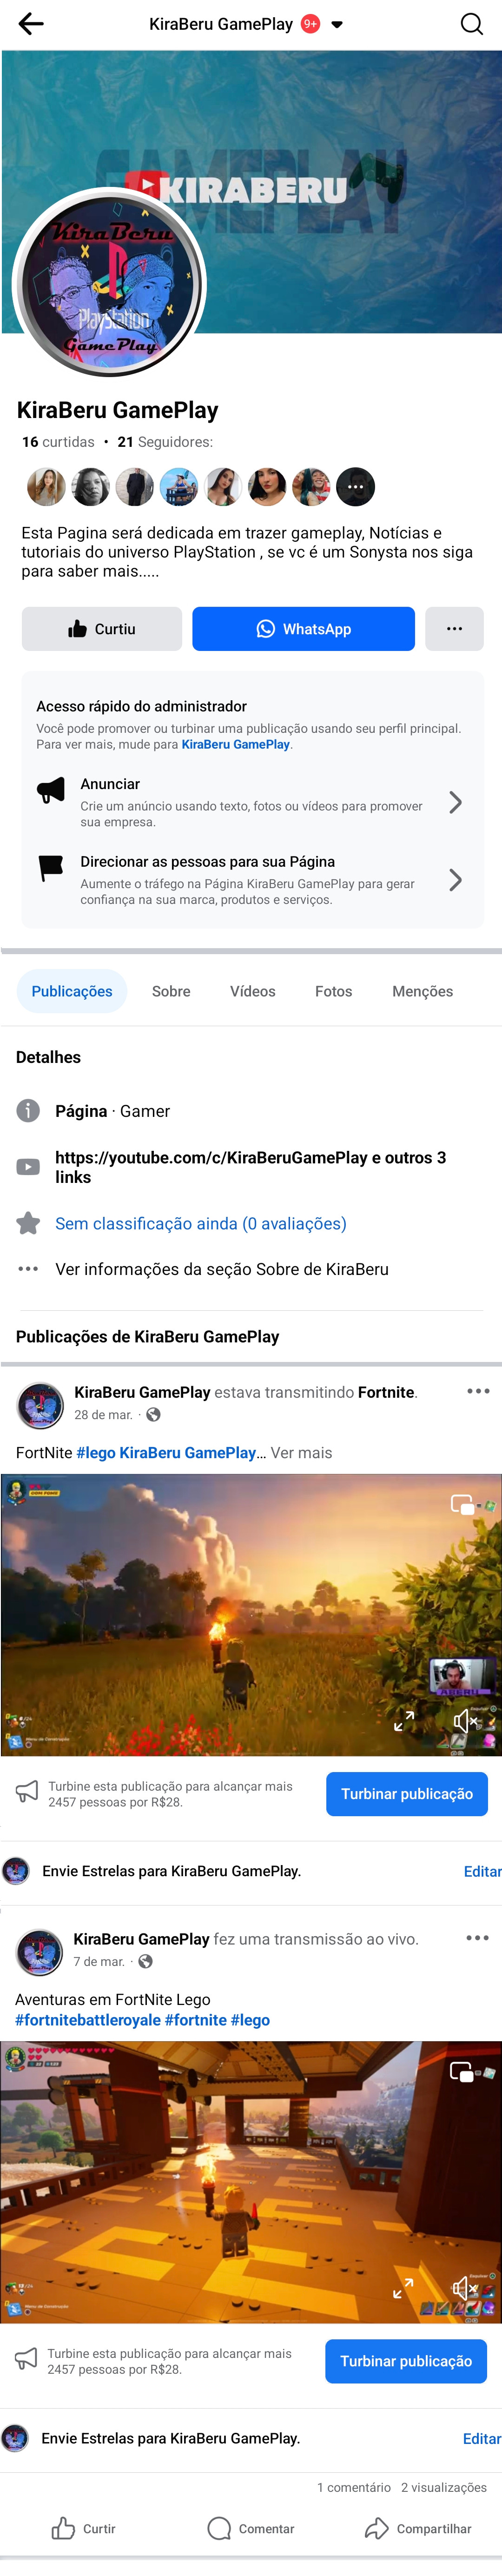 KiraBeru GamePlay 9+
GAMEPLAY
KIRABERU
KiraBeru
PlayStation
GamePlay
KiraBeru GamePlay
16 curtidas • 21 Seguidores:
Esta Pagina será dedicada em trazer gameplay, Notícias e
tutoriais do universo PlayStation , se vc é um Sonysta nos siga
para saber mais.....
Curtiu
WhatsApp
Acesso rápido do administrador
Você pode promover ou turbinar uma publicação usando seu perfil principal.
Para ver mais, mude para KiraBeru GamePlay.
Anunciar
Crie um anúncio usando texto, fotos ou vídeos para promover
sua empresa.
Direcionar as pessoas para sua Página
Aumente o tráfego na Página KiraBeru GamePlay para gerar
confiança na sua marca, produtos e serviços.
Publicações Sobre Vídeos Fotos Menções
Detalhes
Página · Gamer
https://youtube.com/c/KiraBeruGamePlay e outros 3
links
Sem classificação ainda (0 avaliações)
Ver informações da seção Sobre de KiraBeru
Publicações de KiraBeru GamePlay
KiraBeru GamePlay estava transmitindo Fortnite.
28 de mar. ·
FortNite #lego KiraBeru GamePlay... Ver mais
Menu de Construção
Turbine esta publicação para alcançar mais
2457 pessoas por R$28.
Turbinar publicação
Envie Estrelas para KiraBeru GamePlay.
Editar
KiraBeru GamePlay fez uma transmissão ao vivo.
7 de mar. ·
Aventuras em FortNite Lego
#fortnitebattleroyale #fortnite #lego
Esquivar
Menu de Construção
Turbine esta publicação para alcançar mais
2457 pessoas por R$28.
Turbinar publicação
Envie Estrelas para KiraBeru GamePlay.
Editar
1 comentário 2 visualizações
Curtir Comentar Compartilhar